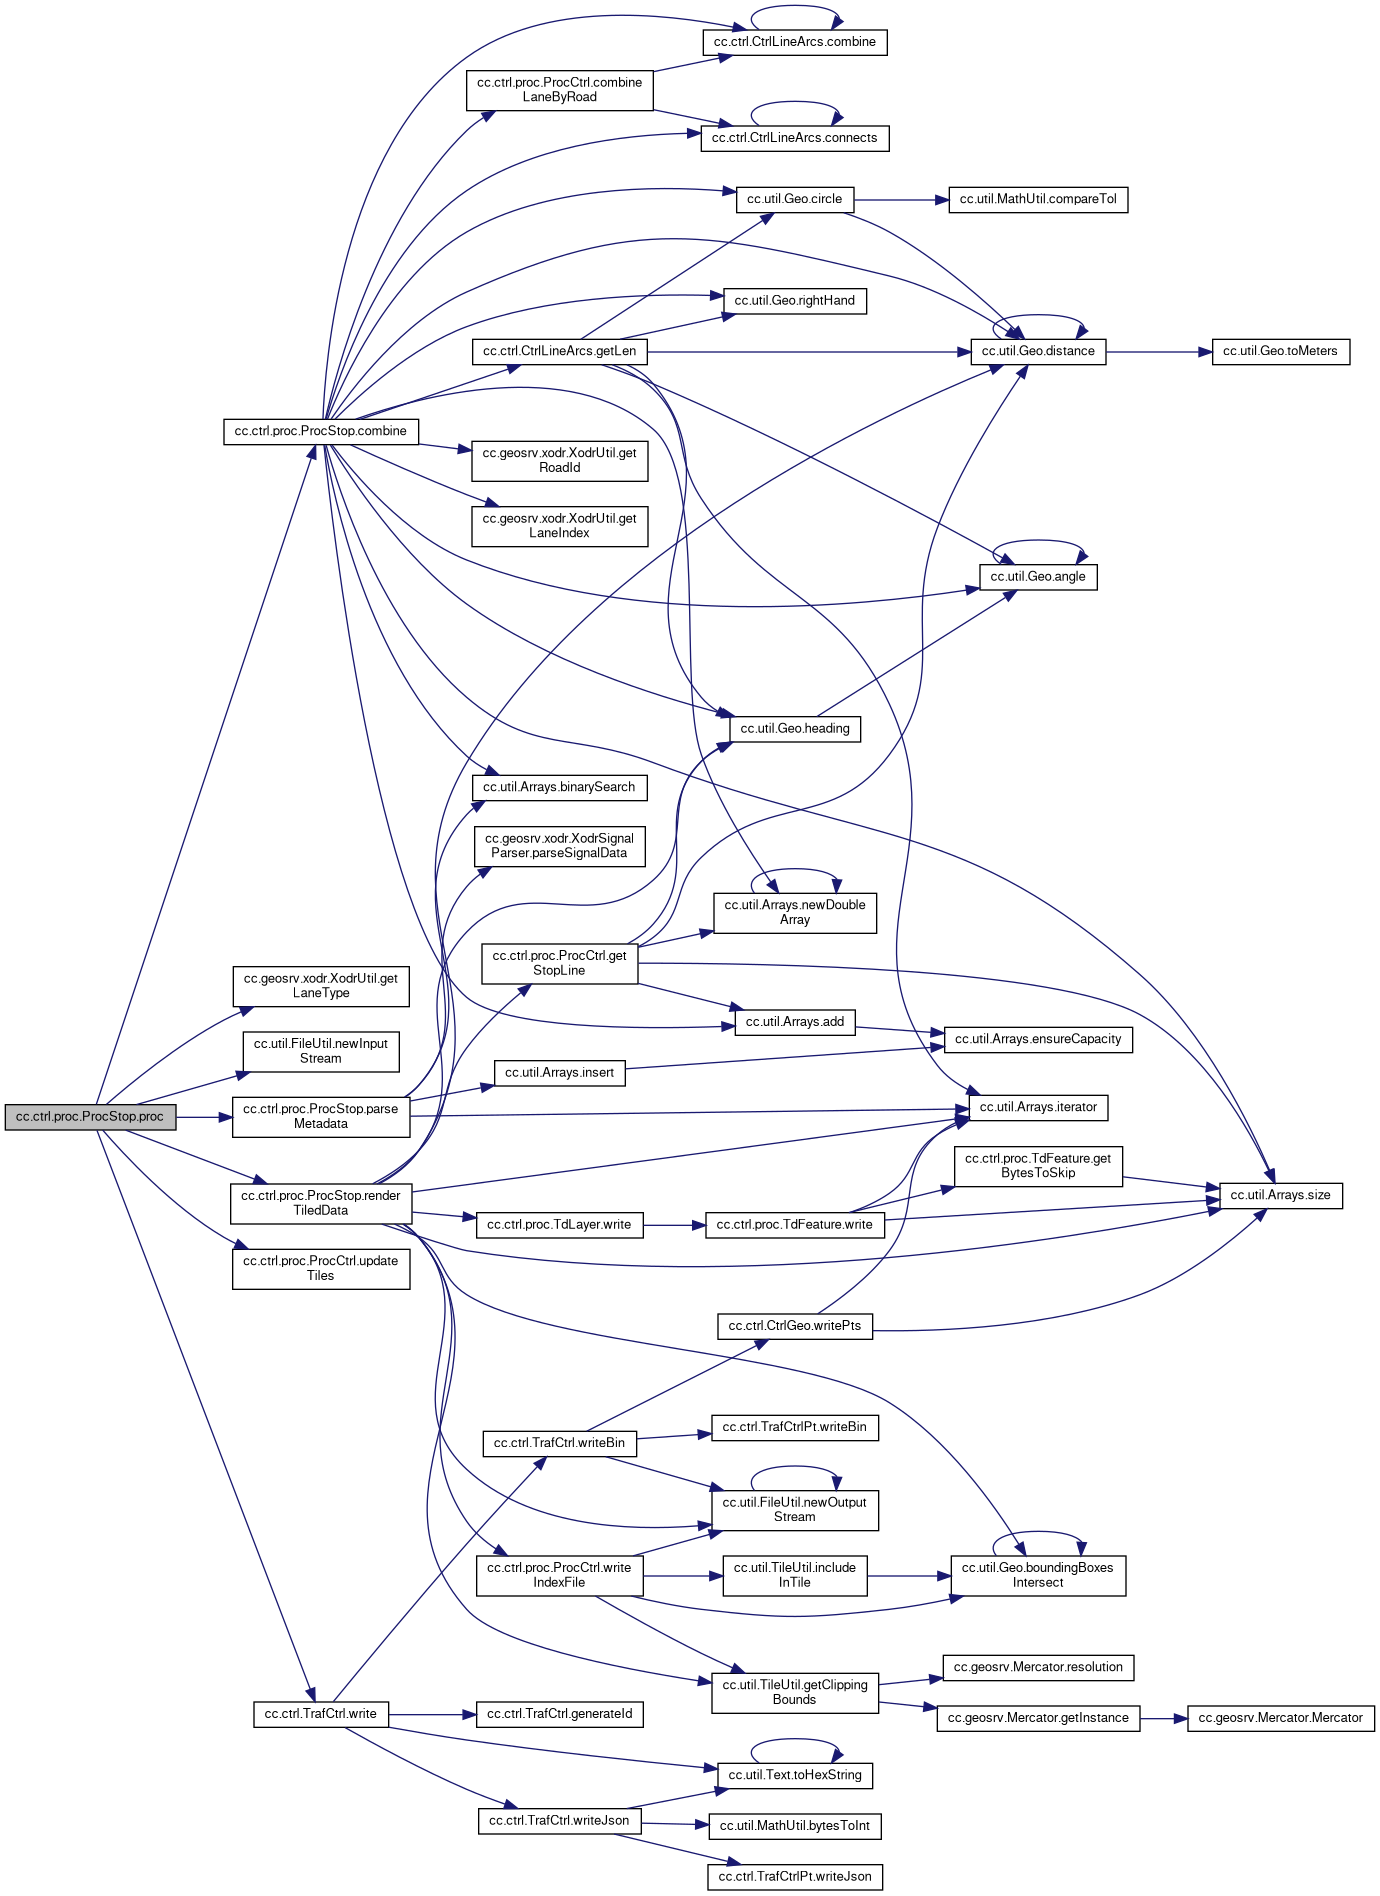 cc.ctrl.CtrlLineArcs.combine
cc.ctrl.proc.ProcCtrl.combine
LaneByRoad
cc.ctrl.CtrlLineArcs.connects
cc.util.Geo.circle
cc.util.MathUtil.compareTol
cc.util.Geo.rightHand
cc.ctrl.CtrlLineArcs.getLen
cc.util.Geo.distance
cc.util.Geo.toMeters
cc.ctrl.proc.ProcStop.combine
cc.geosrv.xodr.XodrUtil.get
RoadId
cc.geosrv.xodr.XodrUtil.get
LaneIndex
cc.util.Geo.angle
cc.util.Geo.heading
cc.util.Arrays.binarySearch
cc.geosrv.xodr.XodrSignal
Parser.parseSignalData
cc.util.Arrays.newDouble
Array
cc.ctrl.proc.ProcCtrl.get
StopLine
cc.geosrv.xodr.XodrUtil.get
LaneType
cc.util.Arrays.add
cc.util.Arrays.ensureCapacity
cc.util.FileUtil.newInput
Stream
cc.util.Arrays.insert
cc.ctrl.proc.ProcStop.proc
cc.ctrl.proc.ProcStop.parse
Metadata
cc.util.Arrays.iterator
cc.ctrl.proc.TdFeature.get
BytesToSkip
cc.ctrl.proc.ProcStop.render
TiledData
cc.util.Arrays.size
cc.ctrl.proc.TdLayer.write
cc.ctrl.proc.TdFeature.write
cc.ctrl.proc.ProcCtrl.update
Tiles
cc.ctrl.CtrlGeo.writePts
cc.ctrl.TrafCtrlPt.writeBin
cc.ctrl.TrafCtrl.writeBin
cc.util.FileUtil.newOutput
Stream
cc.ctrl.proc.ProcCtrl.write
IndexFile
cc.util.TileUtil.include
InTile
cc.util.Geo.boundingBoxes
Intersect
cc.geosrv.Mercator.resolution
cc.util.TileUtil.getClipping
Bounds
cc.ctrl.TrafCtrl.write
cc.ctrl.TrafCtrl.generateId
cc.geosrv.Mercator.getInstance
cc.geosrv.Mercator.Mercator
cc.util.Text.toHexString
cc.ctrl.TrafCtrl.writeJson
cc.util.MathUtil.bytesToInt
cc.ctrl.TrafCtrlPt.writeJson